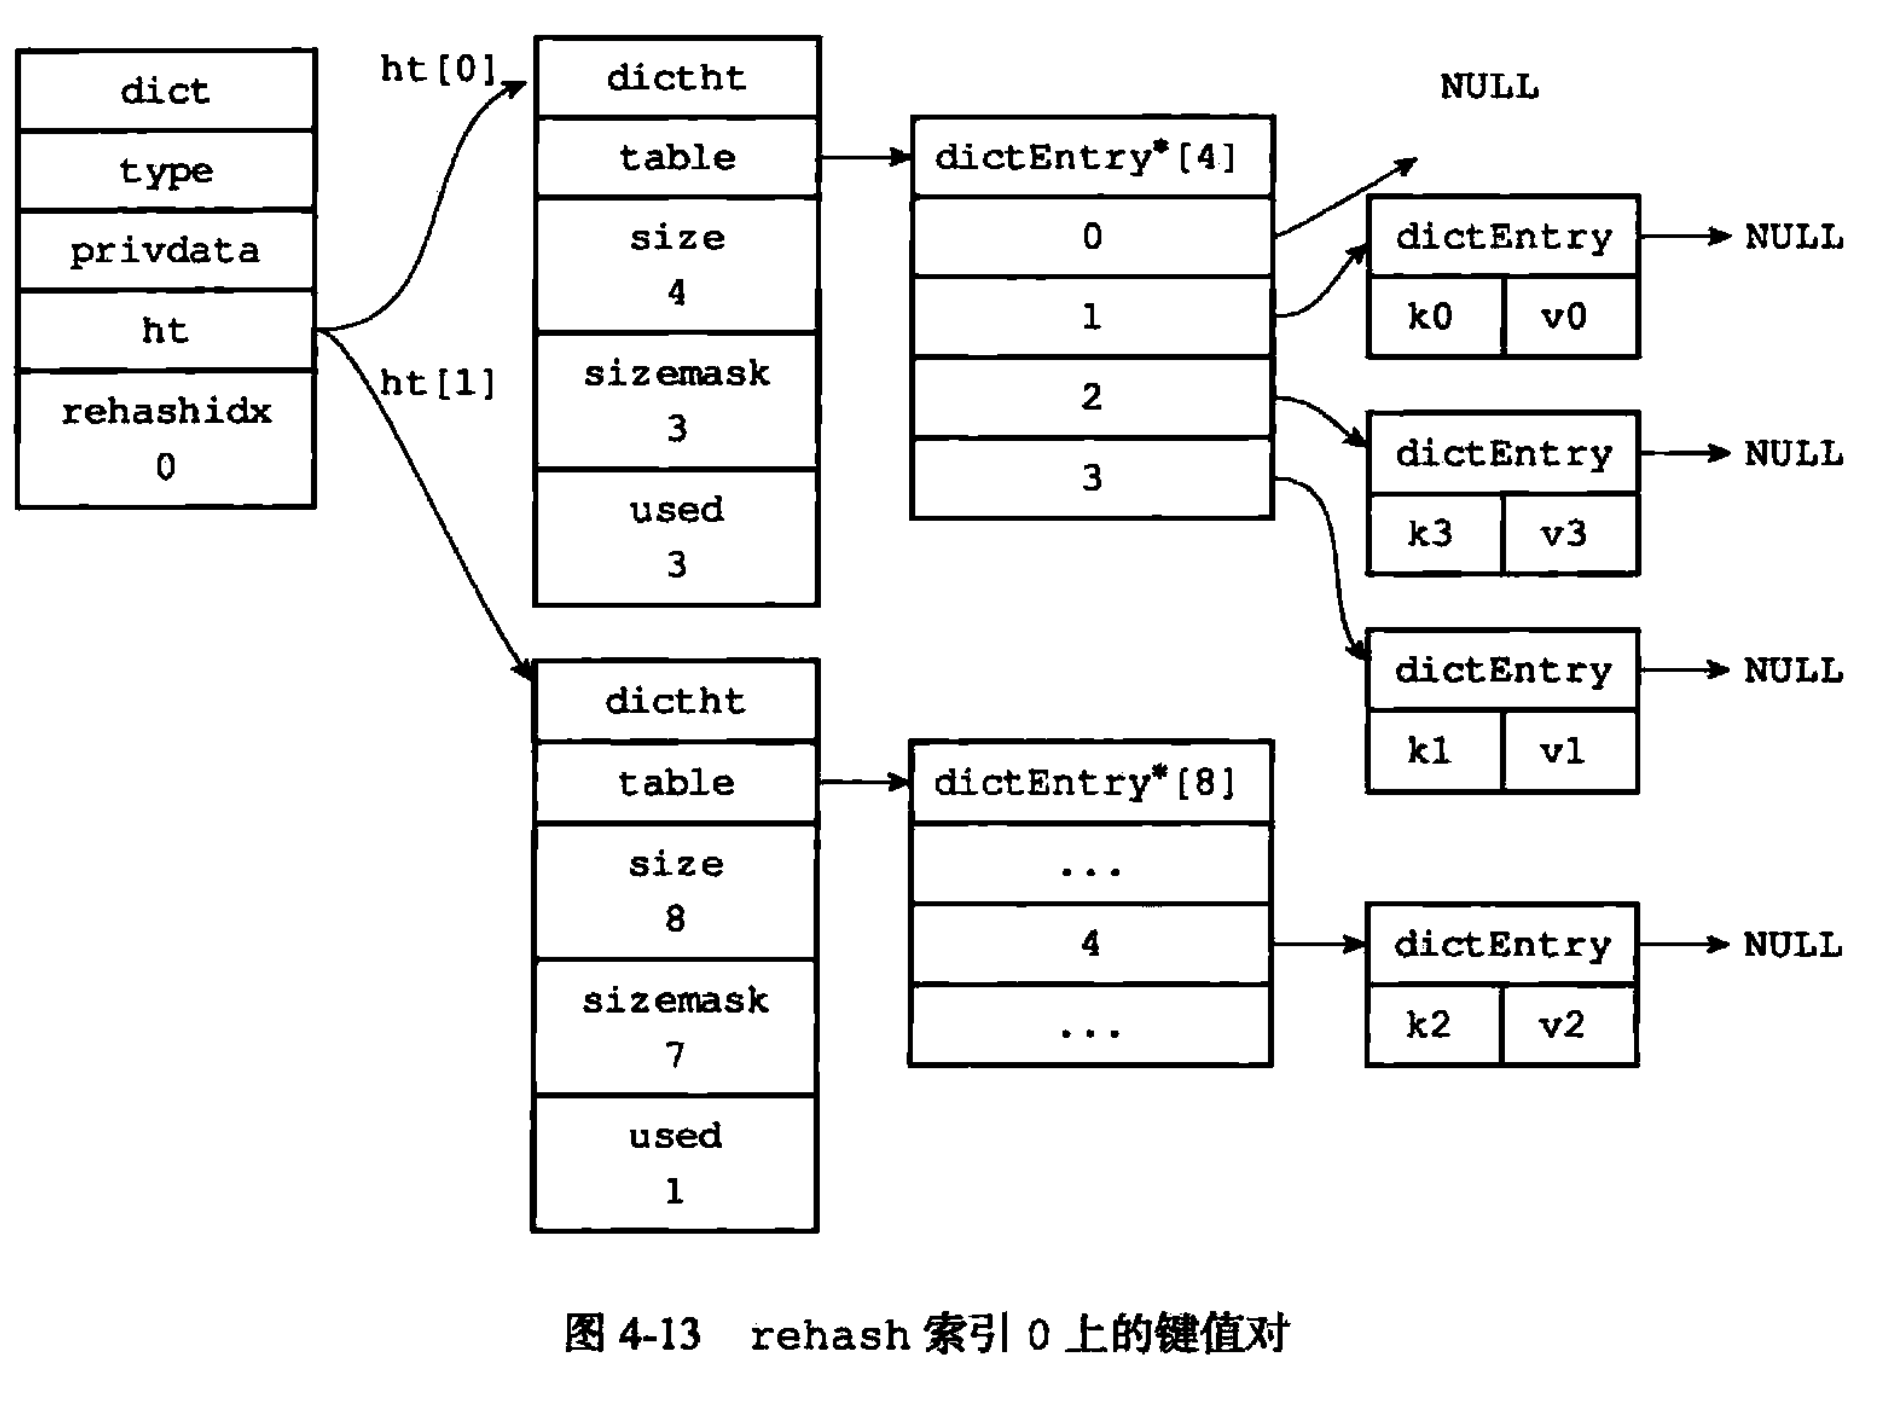 dict
type
privdata
ht
rehashidx
0
ht[0]
ht[1]
dictht
table
size
4
sizemask
3
used
3
dictEntry*[4]
0
1
2
3
NULL
dictEntry
k0 v0
NULL
dictEntry
k3 v3
NULL
dictEntry
k1 v1
NULL
dictht
table
size
8
sizemask
7
used
1
dictEntry*[8]
...
4
...
dictEntry
k2 v2
NULL
图 4-13 rehash 索引 0 上的键值对